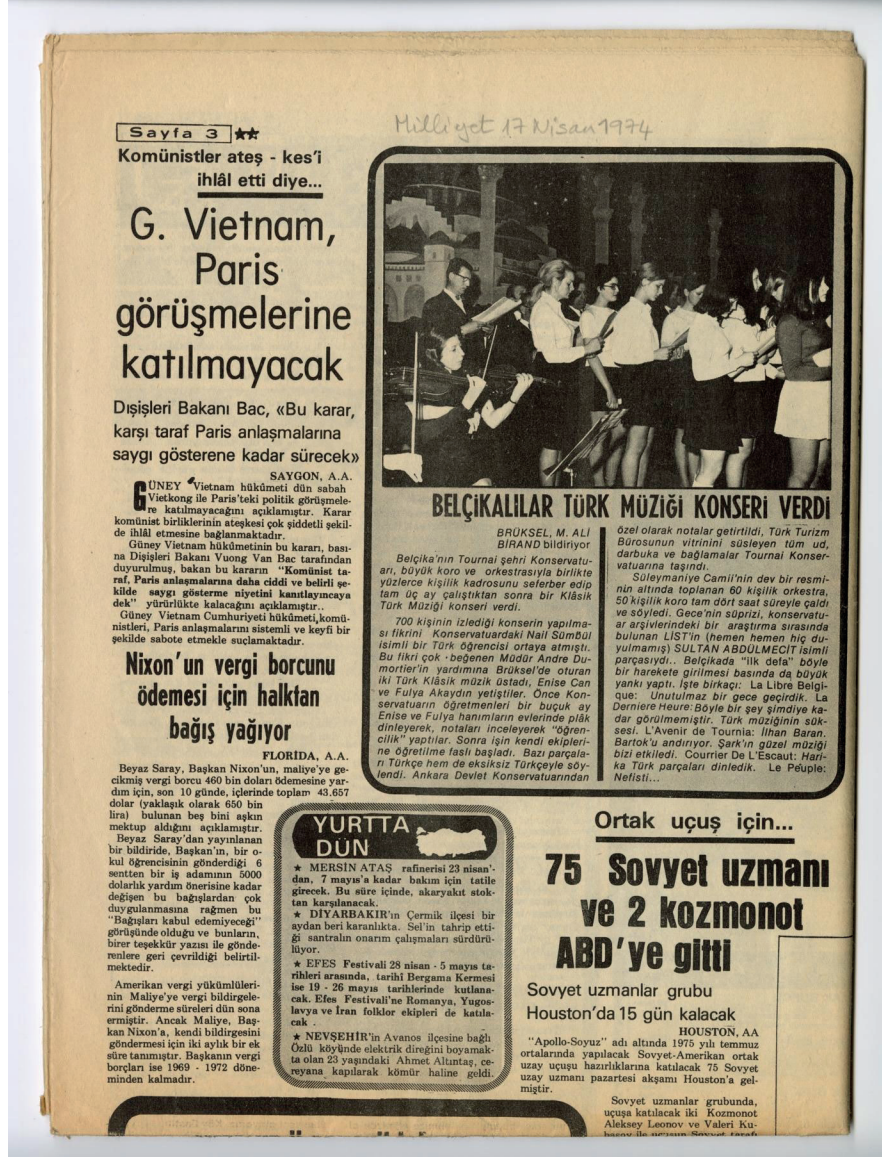 Milliyet 17 Nisan 1974
Sayfa 3
Komünistler ateş - kes'i
ihlâl etti diye...
G. Vietnam,
Paris
görüşmelerine
katılmayacak
Dışişleri Bakanı Bac, «Bu karar,
karşı taraf Paris anlaşmalarına
saygı gösterene kadar sürecek»
SAYGON, A.A.
GÜNEY Vietnam hükûmeti dün sabah
Vietkong ile Paris'teki politik görüşmele-
re katılmayacağını açıklamıştır. Karar
komünist birliklerinin ateşkesi çok şiddetli şekil-
de ihlâl etmesine bağlanmaktadır.
Güney Vietnam hükûmetinin bu kararı, bası-
na Dışişleri Bakanı Vuong Van Bac tarafından
duyurulmuş, bakan bu kararın "Komünist ta-
raf, Paris anlaşmalarına daha ciddi ve belirli şe-
kilde saygı gösterme niyetini kanıtlayıncaya
dek" yürürlükte kalacağını açıklamıştır..
Güney Vietnam Cumhuriyeti hükûmeti, komü-
nistleri, Paris anlaşmalarını sistemli ve keyfi bir
şekilde sabote etmekle suçlamaktadır.
Nixon'un vergi borcunu
ödemesi için halktan
bağış yağıyor
FLORİDA, A.A.
Beyaz Saray, Başkan Nixon'un, maliye'ye ge-
cikmiş vergi borcu 460 bin doları ödemesine yar-
dım için, son 10 günde, içlerinde toplam 43.657
dolar (yaklaşık olarak 650 bin
lira) bulunan beş bini aşkın
mektup aldığını açıklamıştır.
Beyaz Saray'dan yayınlanan
bir bildiride, Başkan'ın, bir o-
kul öğrencisinin gönderdiği 6
sentten bir iş adamının 5000
dolarlık yardım önerisine kadar
değişen bu bağışlardan çok
duygulanmasına rağmen bu
"Bağışları kabul edemiyeceği"
görüşünde olduğu ve bunların,
birer teşekkür yazısı ile gönde-
renlere geri çevrildiği belirtil-
mektedir.
Amerikan vergi yükümlüleri-
nin Maliye'ye vergi bildirgele-
rini gönderme süreleri dün sona
ermiştir. Ancak Maliye, Baş-
kan Nixon'a, kendi bildirgesini
göndermesi için iki aylık bir ek
süre tanımıştır. Başkanın vergi
borçları ise 1969 - 1972 döne-
minden kalmadır.
BELÇİKALILAR TÜRK MÜZİĞİ KONSERİ VERDİ
BRÜKSEL, M. ALİ
BİRAND bildiriyor
Belçika'nın Tournai şehri Konservatu-
arı, büyük koro ve orkestrasıyla birlikte
yüzlerce kişilik kadrosunu seferber edip
tam üç ay çalıştıktan sonra bir Klâsik
Türk Müziği konseri verdi.
700 kişinin izlediği konserin yapılma-
sı fikrini Konservatuardaki Nail Sümbül
isimli bir Türk öğrencisi ortaya atmıştı.
Bu fikri çok beğenen Müdür Andre Du-
mortier'in yardımına Brüksel'de oturan
iki Türk Klâsik müzik üstadı, Enise Can
ve Fulya Akaydın yetiştiler. Önce Kon-
servatuarın öğretmenleri bir buçuk ay
Enise ve Fulya hanımların evlerinde plâk
dinleyerek, notaları inceleyerek "öğren-
cilik" yaptılar. Sonra işin kendi ekipleri-
ne öğretilme faslı başladı. Bazı parçala-
rı Türkçe hem de eksiksiz Türkçeyle söy-
lendi. Ankara Devlet Konservatuarından
özel olarak notalar getirtildi, Türk Turizm
Bürosunun vitrinini süsleyen tüm ud,
darbuka ve bağlamalar Tournai Konser-
vatuarına taşındı.
Süleymaniye Camii'nin dev bir resmi-
nin altında toplanan 60 kişilik orkestra,
50 kişilik koro tam dört saat süreyle çaldı
ve söyledi. Gece'nin süprizi, konservatu-
ar arşivlerindeki bir araştırma sırasında
bulunan LİST'in (hemen hemen hiç du-
yulmamış) SULTAN ABDÜLMECİT isimli
parçasıydı.. Belçikada "ilk defa" böyle
bir harekete girilmesi basında da büyük
yankı yaptı. İşte birkaçı: La Libre Belgi-
que: Unutulmaz bir gece geçirdik. La
Derniere Heure: Böyle bir şey şimdiye ka-
dar görülmemiştir. Türk müziğinin sük-
sesi. L'Avenir de Tournia: İlhan Baran.
Bartok'u andırıyor. Şark'ın güzel müziği
bizi etkiledi. Courrier De L'Escaut: Hari-
ka Türk parçaları dinledik. Le Peuple:
Nefisti...
YURTTA
DÜN
★ MERSİN ATAŞ rafinerisi 23 nisan'-
dan, 7 mayıs'a kadar bakım için tatile
girecek. Bu süre içinde, akaryakıt stok-
tan karşılanacak.
★ DİYARBAKIR'ın Çermik ilçesi bir
aydan beri karanlıkta. Sel'in tahrip etti-
ği santralın onarım çalışmaları sürdürü-
lüyor.
★ EFES Festivali 28 nisan - 5 mayıs ta-
rihleri arasında, tarihî Bergama Kermesi
ise 19 - 26 mayıs tarihlerinde kutlana-
cak. Efes Festivali'ne Romanya, Yugos-
lavya ve İran folklor ekipleri de katıla-
cak .
★ NEVŞEHİR'in Avanos ilçesine bağlı
Özlü köyünde elektrik direğini boyamak-
ta olan 23 yaşındaki Ahmet Altıntaş, ce-
reyana kapılarak kömür haline geldi.
Ortak uçuş için...
75 Sovyet uzmanı
ve 2 kozmonot
ABD'ye gitti
Sovyet uzmanlar grubu
Houston'da 15 gün kalacak
HOUSTON, AA
"Apollo-Soyuz" adı altında 1975 yılı temmuz
ortalarında yapılacak Sovyet-Amerikan ortak
uzay uçuşu hazırlıklarına katılacak 75 Sovyet
uzay uzmanı pazartesi akşamı Houston'a gel-
miştir.
Sovyet uzmanlar grubunda,
uçuşa katılacak iki Kozmonot
Aleksey Leonov ve Valeri Ku-